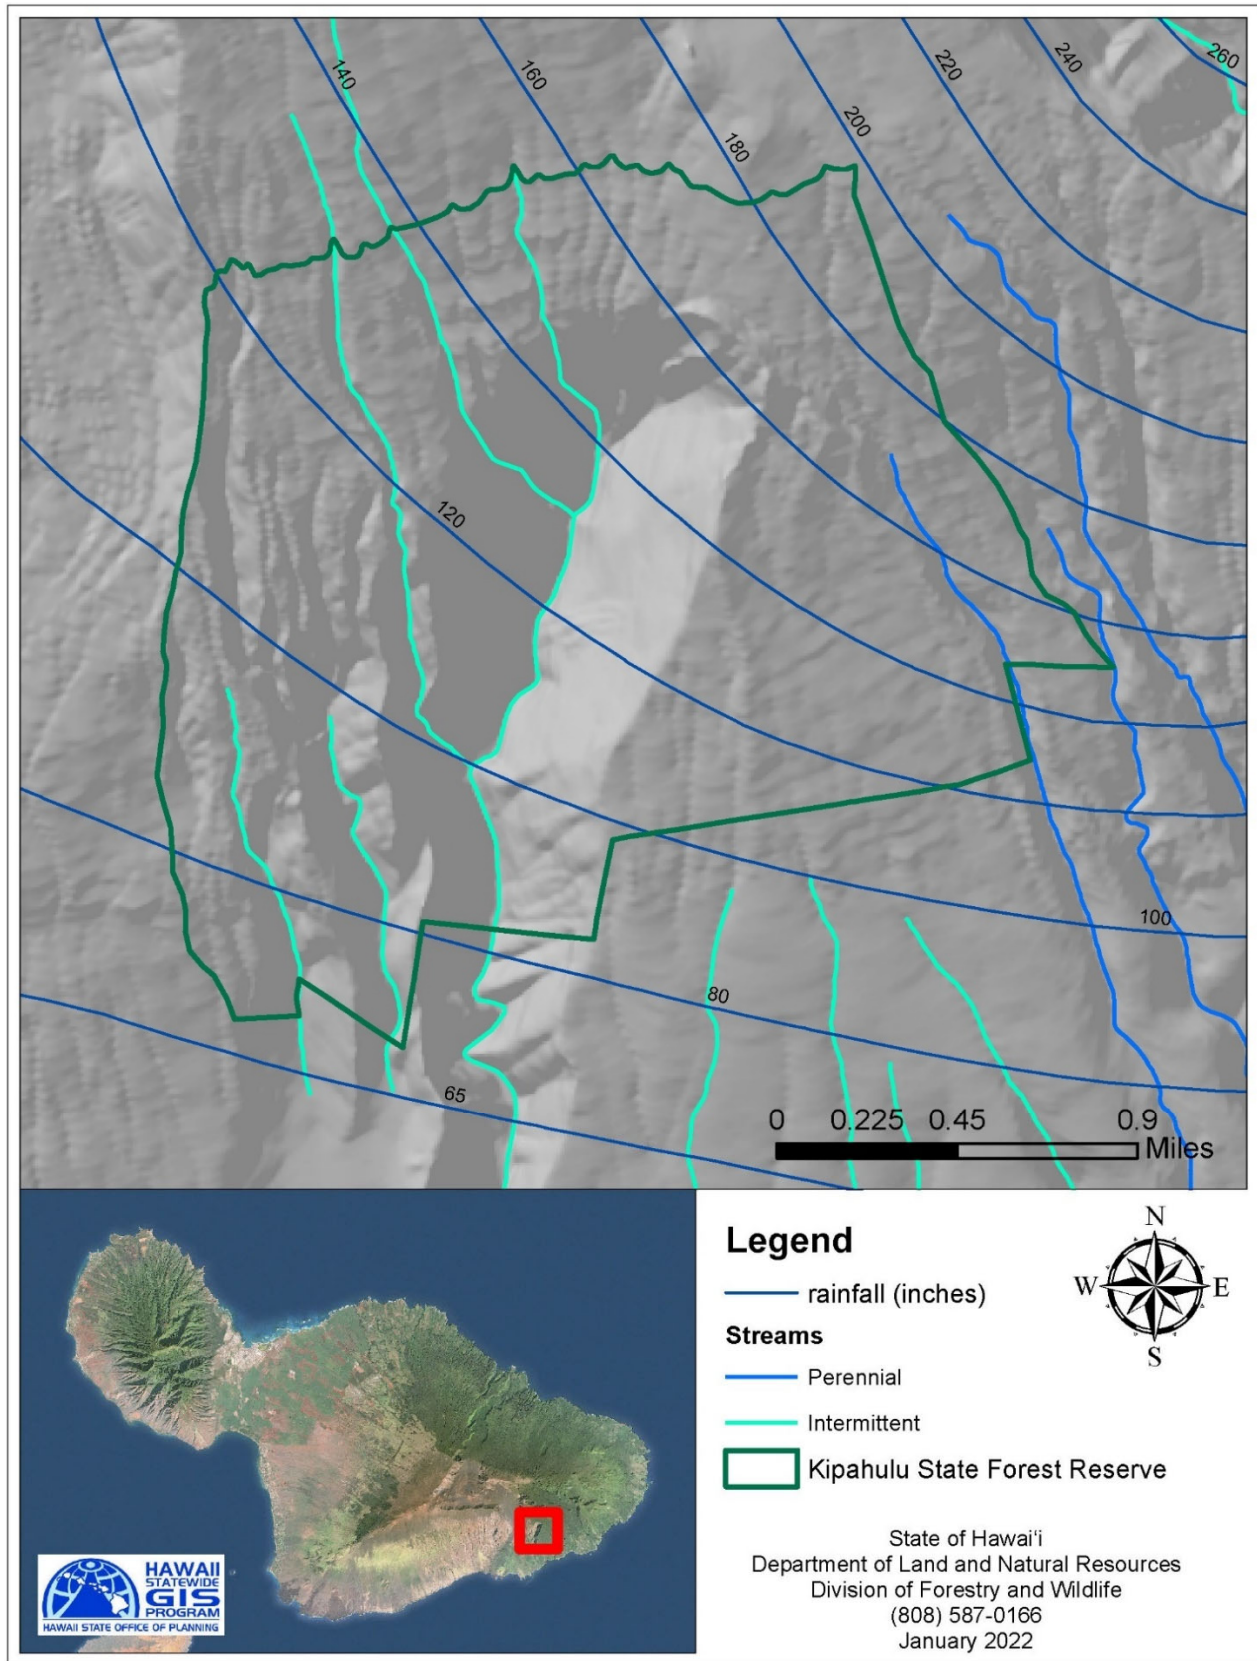 140
160
180
200
220
240
260
120
100
80
65
0 0.225 0.45 0.9
Miles
Legend
rainfall (inches)
Streams
Perennial
Intermittent
Kipahulu State Forest Reserve
N
W E
S
State of Hawai‘i
Department of Land and Natural Resources
Division of Forestry and Wildlife
(808) 587-0166
January 2022
HAWAII
STATEWIDE
GIS
PROGRAM
HAWAII STATE OFFICE OF PLANNING